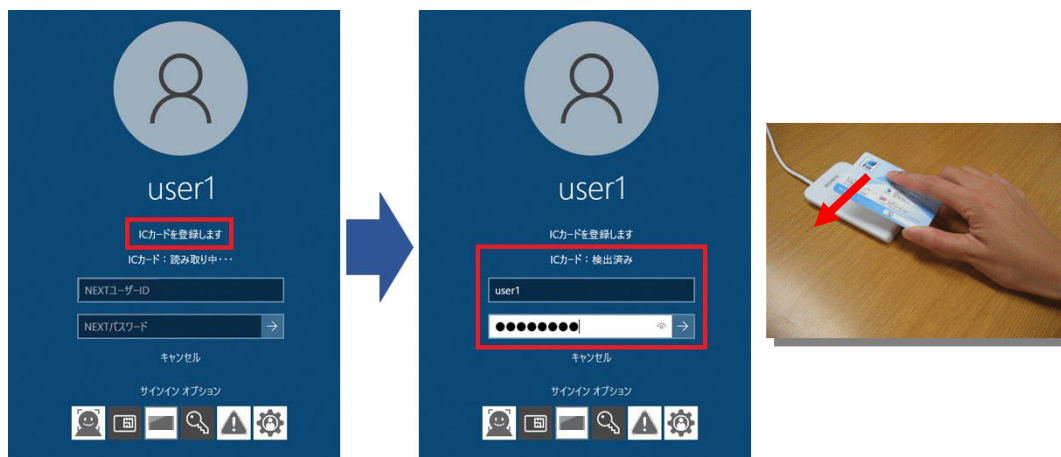 user1
ICカードを登録します
ICカード：読み取り中・・・
NEXTユーザーID
NEXTパスワード
キャンセル
サインイン オプション
user1
ICカードを登録します
ICカード：検出済み
user1
●●●●●●●●
キャンセル
サインイン オプション